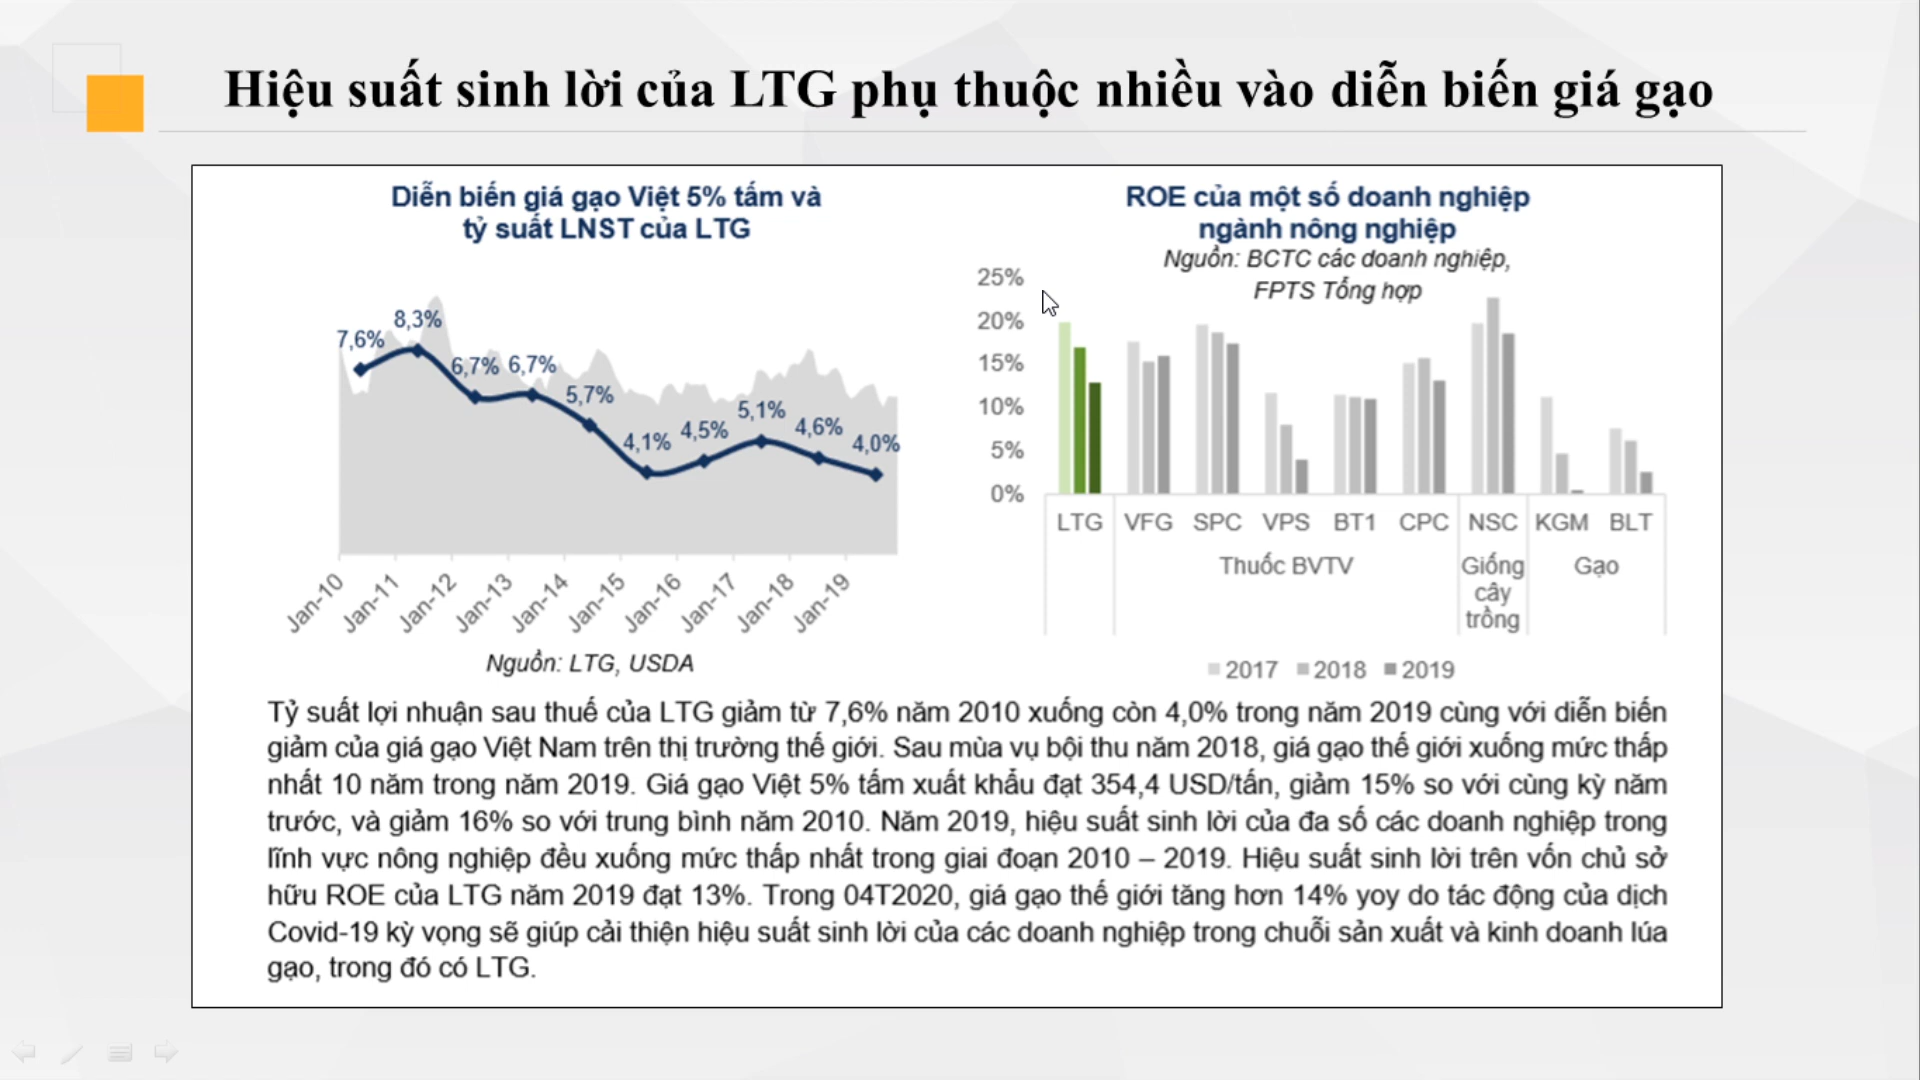 Hiệu suất sinh lời của LTG phụ thuộc nhiều vào diễn biến giá gạo
Diễn biến giá gạo Việt 5% tấm và
tỷ suất LNST của LTG
7,6%
8,3%
6,7%
6,7%
5,7%
4,1%
4,5%
5,1%
4,6%
4,0%
Jan-10
Jan-11
Jan-12
Jan-13
Jan-14
Jan-15
Jan-16
Jan-17
Jan-18
Jan-19
Nguồn: LTG, USDA
ROE của một số doanh nghiệp
ngành nông nghiệp
Nguồn: BCTC các doanh nghiệp,
FPTS Tổng hợp
25%
20%
15%
10%
5%
0%
LTG VFG SPC VPS BT1 CPC NSC KGM BLT
Thuốc BVTV
Giống
cây
trồng
Gạo
2017 2018 2019
Tỷ suất lợi nhuận sau thuế của LTG giảm từ 7,6% năm 2010 xuống còn 4,0% trong năm 2019 cùng với diễn biến
giảm của giá gạo Việt Nam trên thị trường thế giới. Sau mùa vụ bội thu năm 2018, giá gạo thế giới xuống mức thấp
nhất 10 năm trong năm 2019. Giá gạo Việt 5% tấm xuất khẩu đạt 354,4 USD/tấn, giảm 15% so với cùng kỳ năm
trước, và giảm 16% so với trung bình năm 2010. Năm 2019, hiệu suất sinh lời của đa số các doanh nghiệp trong
lĩnh vực nông nghiệp đều xuống mức thấp nhất trong giai đoạn 2010 – 2019. Hiệu suất sinh lời trên vốn chủ sở
hữu ROE của LTG năm 2019 đạt 13%. Trong 04T2020, giá gạo thế giới tăng hơn 14% yoy do tác động của dịch
Covid-19 kỳ vọng sẽ giúp cải thiện hiệu suất sinh lời của các doanh nghiệp trong chuỗi sản xuất và kinh doanh lúa
gạo, trong đó có LTG.